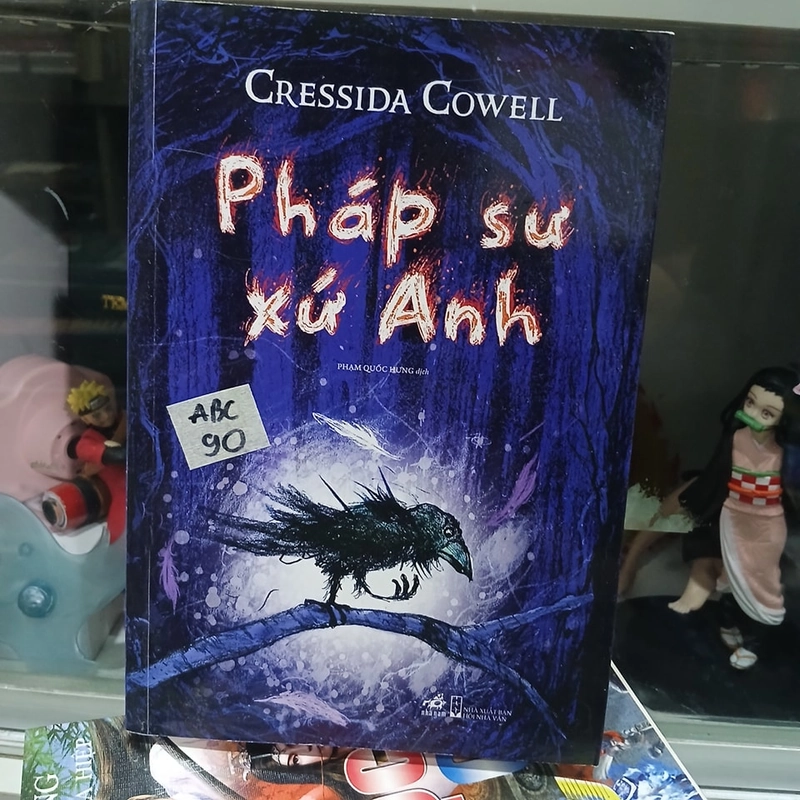 CRESSIDA COWELL
Pháp sư
xứ Anh
PHẠM QUỐC HƯNG dịch
ABC
90
nhã nam
NHÀ XUẤT BẢN
HỘI NHÀ VĂN